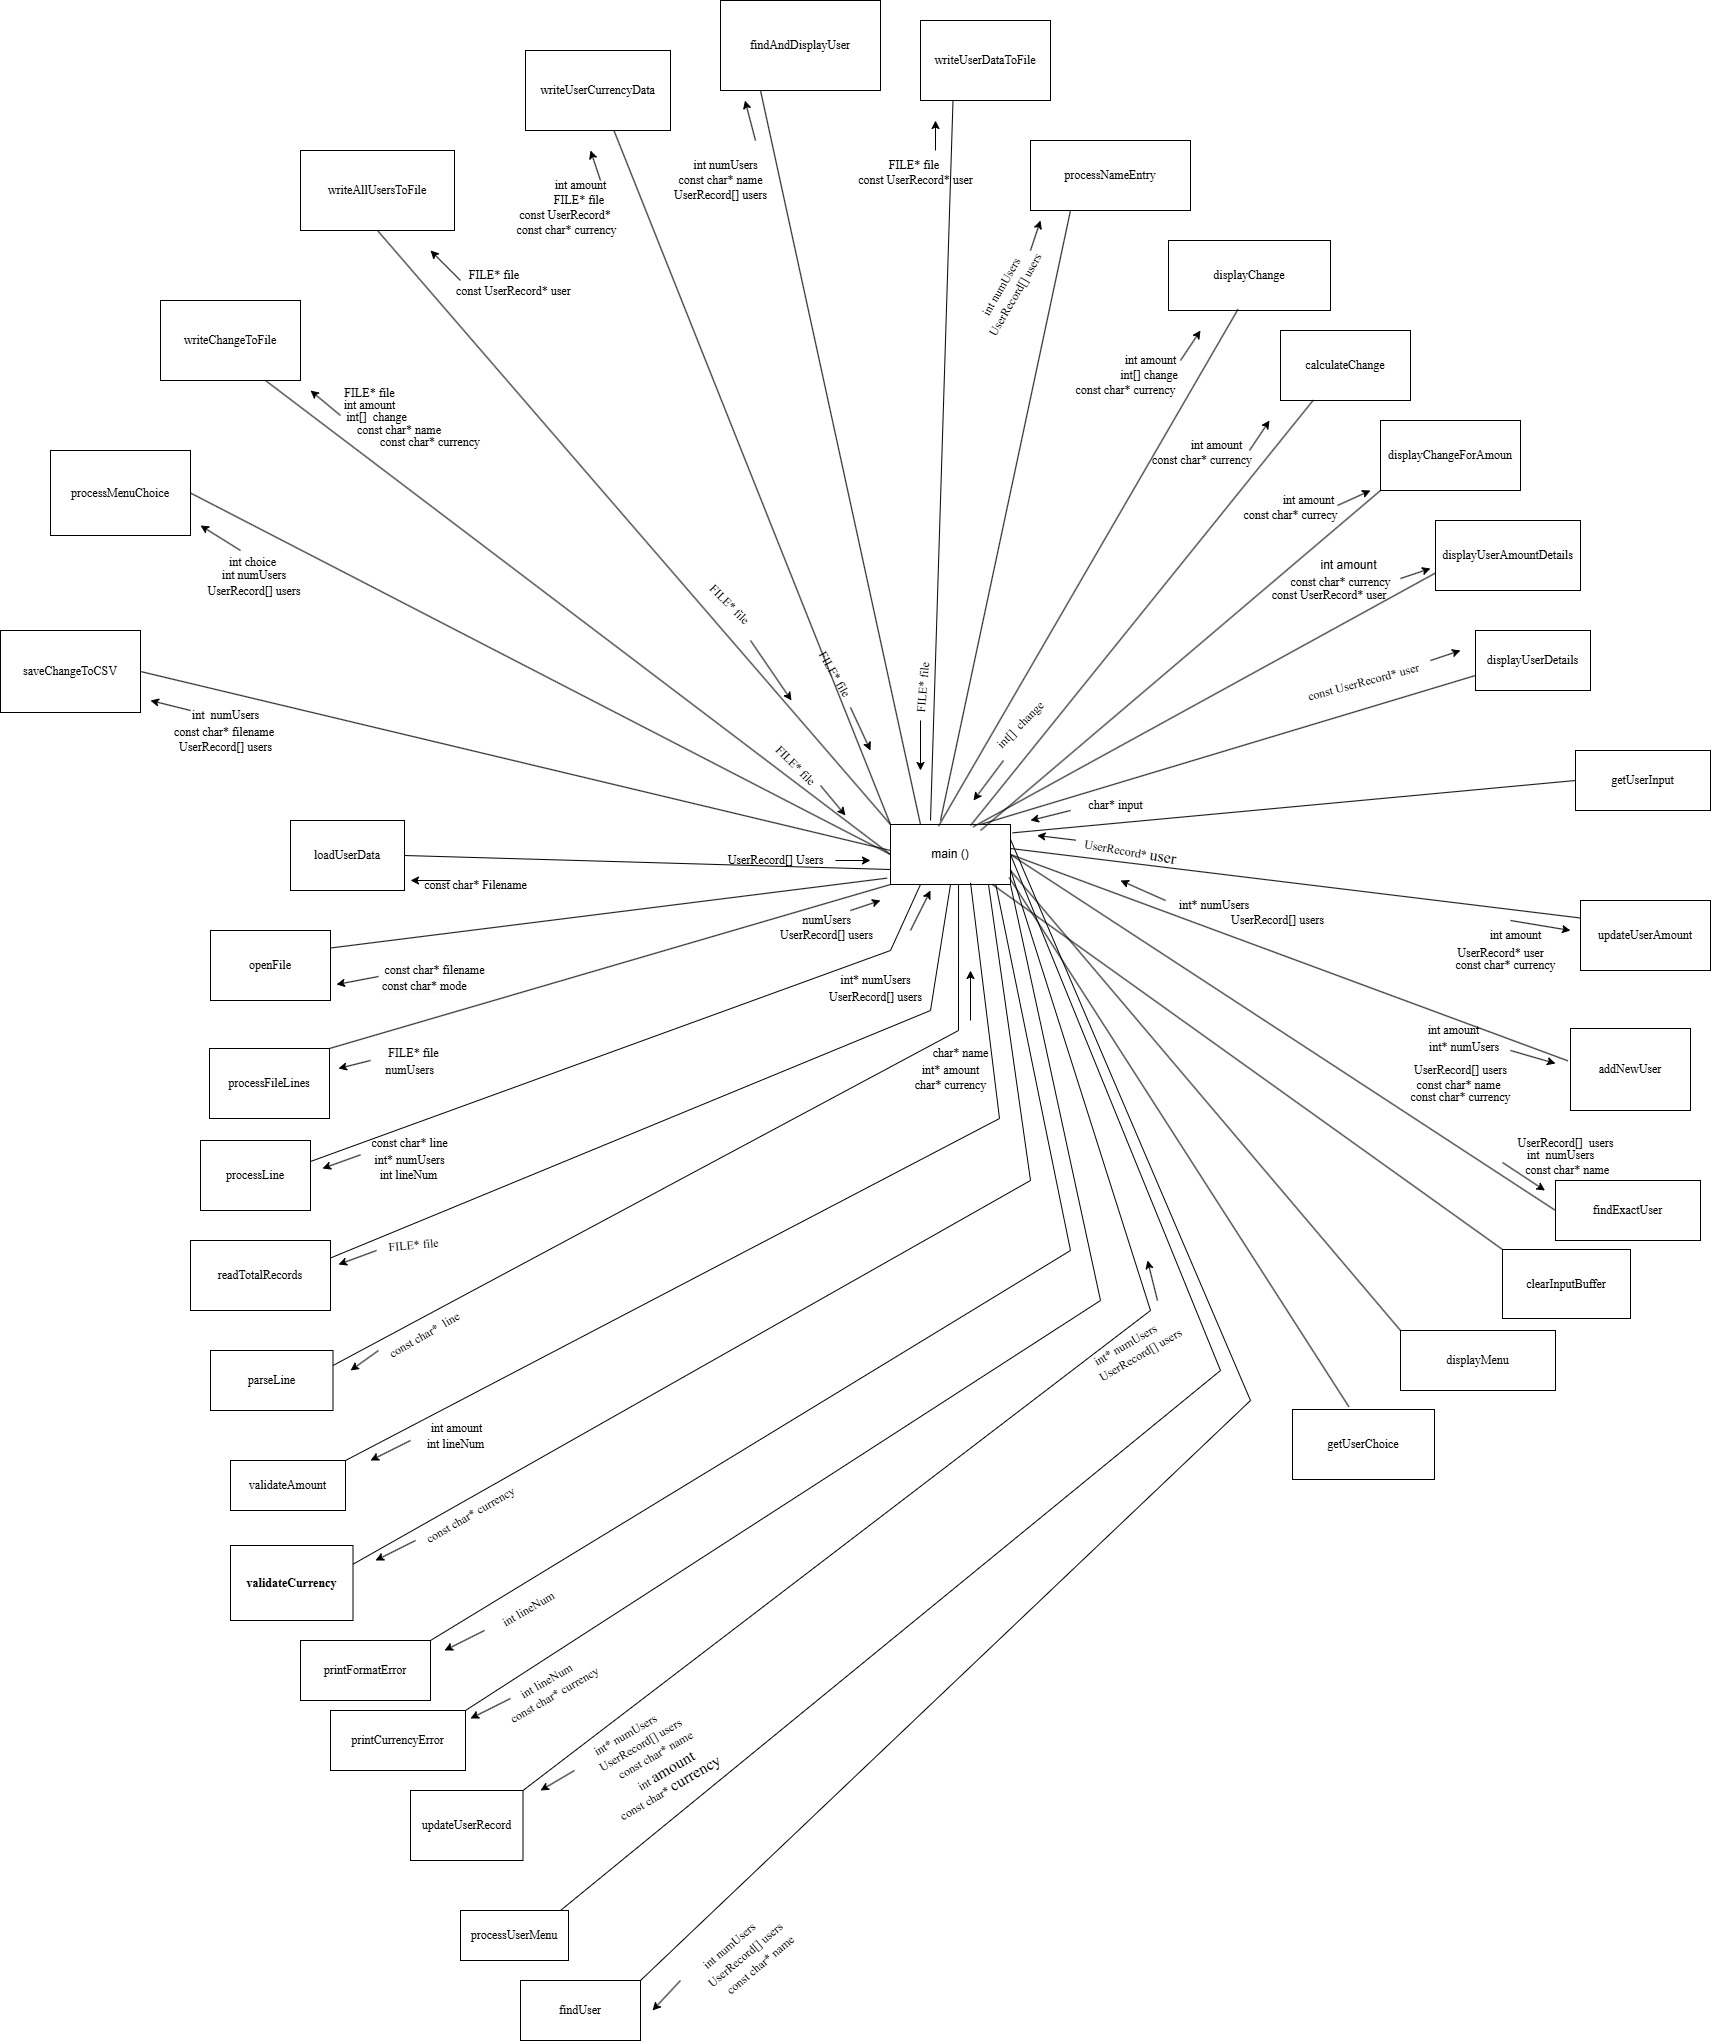 findAndDisplayUser
writeUserDataToFile
writeUserCurrencyData
int numUsers
const char* name
UserRecord[] users
FILE* file
const UserRecord* user
processNameEntry
writeAllUsersToFile
int amount
FILE* file
const UserRecord*
const char* currency
int numUsers
UserRecord[] users
displayChange
FILE* file
const UserRecord* user
writeChangeToFile
int amount
int[] change
const char* currency
calculateChange
FILE* file
int amount
int[] change
const char* name
const char* currency
int amount
const char* currency
displayChangeForAmoun
processMenuChoice
int amount
const char* currecy
int choice
int numUsers
UserRecord[] users
displayUserAmountDetails
int amount
const char* currency
const UserRecord* user
FILE* file
saveChangeToCSV
FILE* file
FILE* file
displayUserDetails
const UserRecord* user
int numUsers
const char* filename
UserRecord[] users
FILE* file
int[] change
getUserInput
char* input
loadUserData
UserRecord[] Users
main ()
UserRecord* user
const char* Filename
int* numUsers
UserRecord[] users
numUsers
UserRecord[] users
updateUserAmount
int amount
UserRecord* user
const char* currency
openFile
const char* filename
const char* mode
int* numUsers
UserRecord[] users
processFileLines
FILE* file
numUsers
char* name
int* amount
char* currency
int amount
int* numUsers
UserRecord[] users
const char* name
const char* currency
addNewUser
processLine
const char* line
int* numUsers
int lineNum
UserRecord[] users
int numUsers
const char* name
findExactUser
readTotalRecords
FILE* file
clearInputBuffer
parseLine
const char* line
int* numUsers
UserRecord[] users
displayMenu
getUserChoice
validateAmount
int amount
int lineNum
validateCurrency
const char* currency
printFormatError
int lineNum
printCurrencyError
int lineNum
const char* currency
updateUserRecord
int* numUsers
UserRecord[] users
const char* name
int amount
const char* currency
processUserMenu
findUser
int numUsers
UserRecord[] users
const char* name